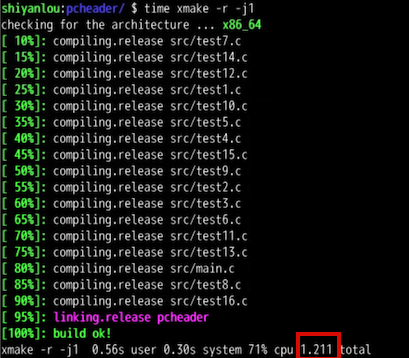 shiyanlou:pcheader/ $ time xmake -r -j1
checking for the architecture ... x86_64
[ 10%]: compiling.release src/test7.c
[ 15%]: compiling.release src/test14.c
[ 20%]: compiling.release src/test12.c
[ 25%]: compiling.release src/test1.c
[ 30%]: compiling.release src/test10.c
[ 35%]: compiling.release src/test5.c
[ 40%]: compiling.release src/test4.c
[ 45%]: compiling.release src/test15.c
[ 50%]: compiling.release src/test9.c
[ 55%]: compiling.release src/test2.c
[ 60%]: compiling.release src/test3.c
[ 65%]: compiling.release src/test6.c
[ 70%]: compiling.release src/test11.c
[ 75%]: compiling.release src/test13.c
[ 80%]: compiling.release src/main.c
[ 85%]: compiling.release src/test8.c
[ 90%]: compiling.release src/test16.c
[ 95%]: linking.release pcheader
[100%]: build ok!
xmake -r -j1  0.56s user 0.30s system 71% cpu 1.211 total